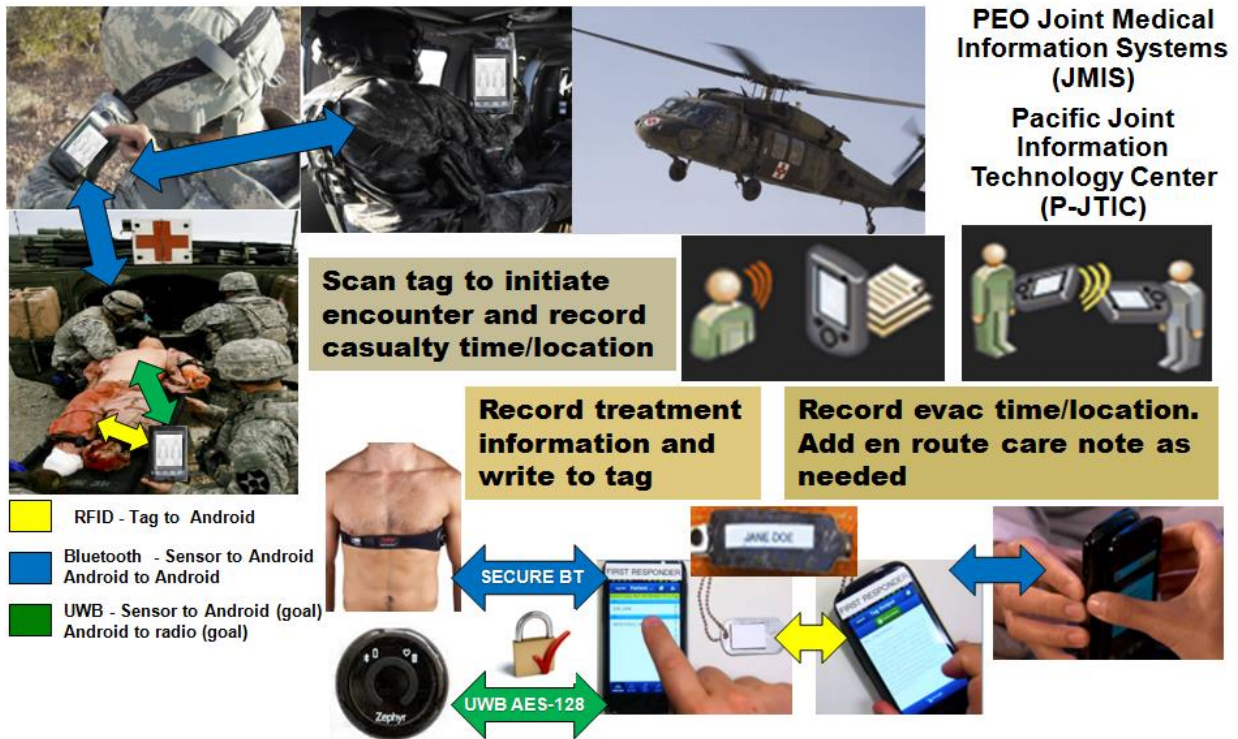 PEO Joint Medical
Information Systems
(JMIS)
Pacific Joint
Information
Technology Center
(P-JTIC)
Scan tag to initiate
encounter and record
casualty time/location
Record treatment
information and
write to tag
Record evac time/location.
Add en route care note as
needed
RFID - Tag to Android
Bluetooth - Sensor to Android
Android to Android
UWB - Sensor to Android (goal)
Android to radio (goal)
SECURE BT
UWB AES-128
Zephyr
FIRST RESPONDER
JANE DOE
FIRST RESPONDER